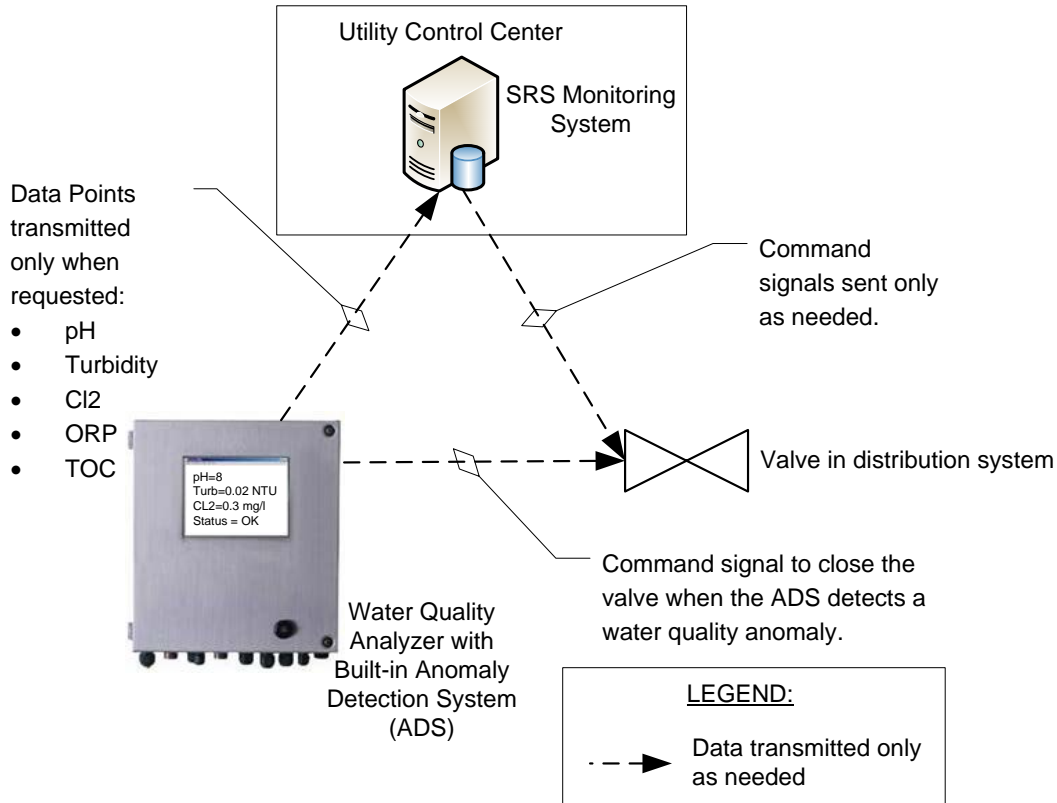 Utility Control Center
SRS Monitoring
System
Data Points
transmitted
only when
requested:
• pH
• Turbidity
• Cl2
• ORP
• TOC
Command
signals sent only
as needed.
pH=8
Turb=0.02 NTU
CL2=0.3 mg/l
Status = OK
Valve in distribution system
Command signal to close the
valve when the ADS detects a
water quality anomaly.
Water Quality
Analyzer with
Built-in Anomaly
Detection System
(ADS)
LEGEND:
Data transmitted only
as needed